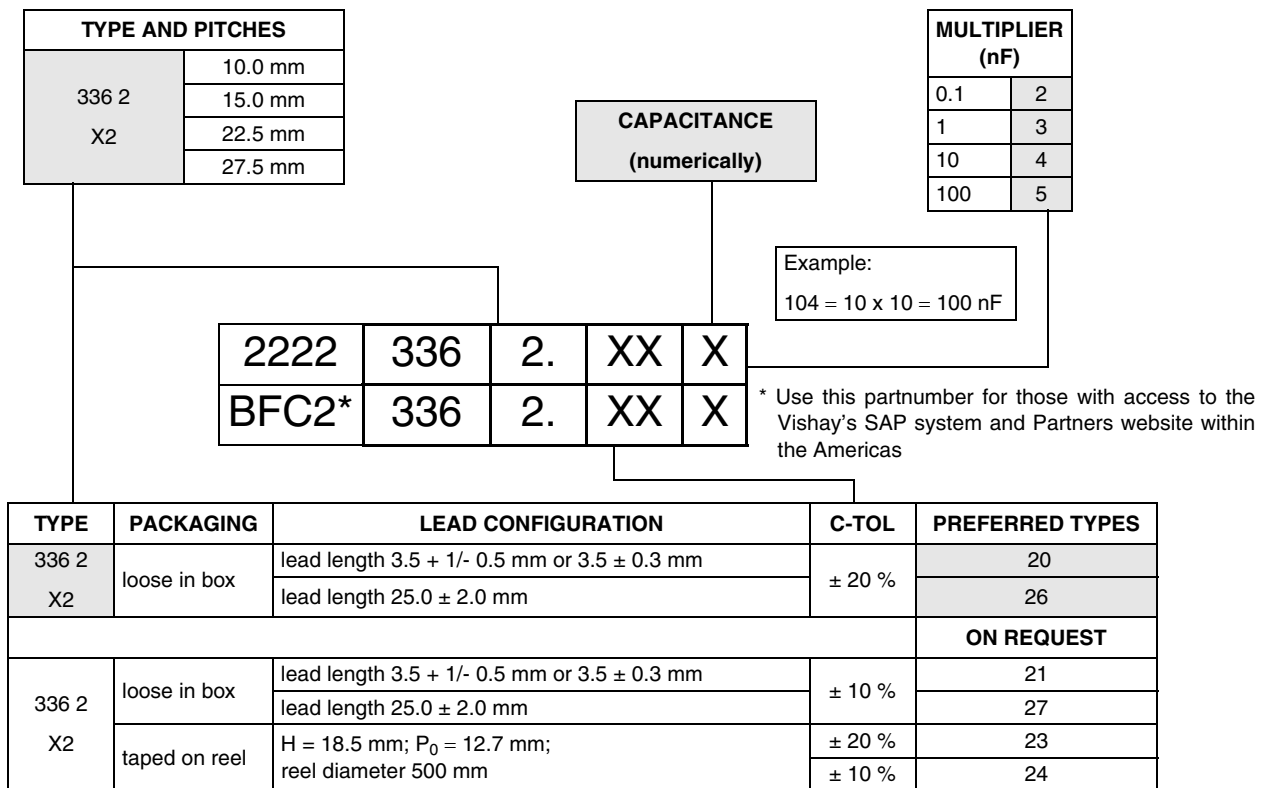 TYPE AND PITCHES
336 2
X2
10.0 mm
15.0 mm
22.5 mm
27.5 mm
CAPACITANCE
(numerically)
MULTIPLIER
(nF)
0.1 2
1 3
10 4
100 5
Example:
104 = 10 x 10 = 100 nF
2222 336 2. XX X
BFC2* 336 2. XX X
* Use this partnumber for those with access to the
Vishay's SAP system and Partners website within
the Americas
TYPE PACKAGING LEAD CONFIGURATION C-TOL PREFERRED TYPES
336 2
X2
loose in box
lead length 3.5 + 1/- 0.5 mm or 3.5 ± 0.3 mm
lead length 25.0 ± 2.0 mm
± 20 %
20
26
ON REQUEST
336 2
X2
loose in box
lead length 3.5 + 1/- 0.5 mm or 3.5 ± 0.3 mm
lead length 25.0 ± 2.0 mm
± 10 %
21
27
taped on reel
H = 18.5 mm; P0 = 12.7 mm;
reel diameter 500 mm
± 20 % 23
± 10 % 24